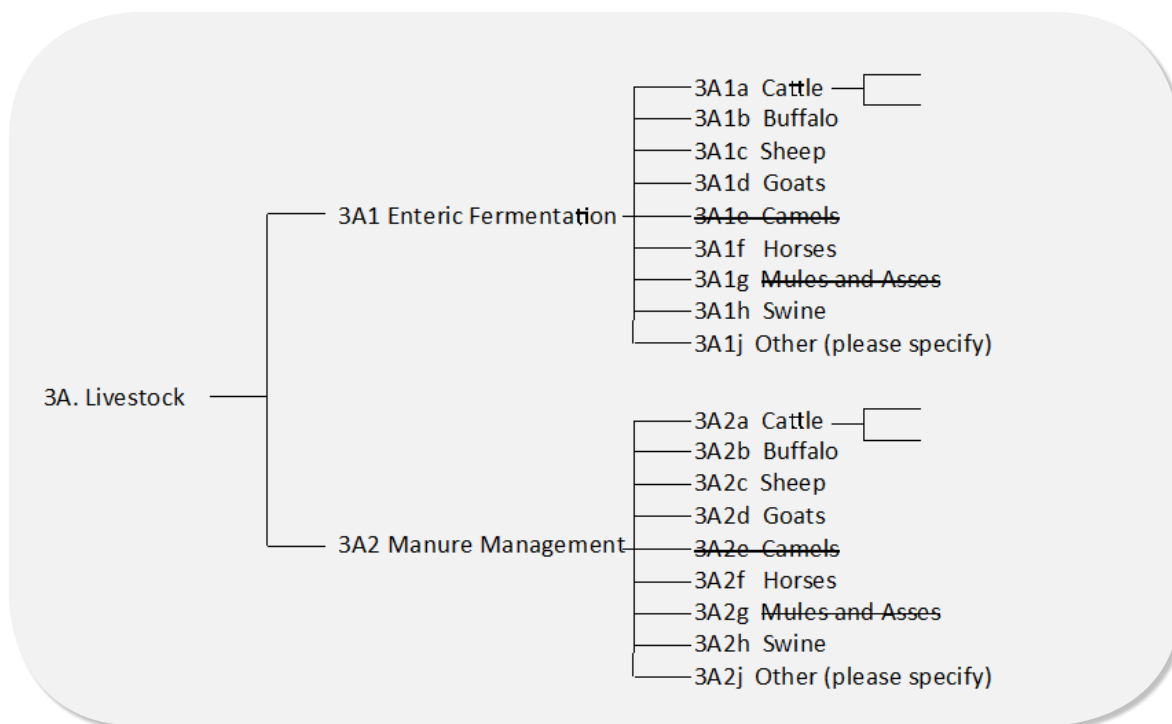 3A1a Cattle
3A1b Buffalo
3A1c Sheep
3A1d Goats
3A1 Enteric Fermentation
3A1e Camels
3A1f Horses
3A1g Mules and Asses
3A1h Swine
3A1j Other (please specify)
3A. Livestock
3A2a Cattle
3A2b Buffalo
3A2c Sheep
3A2d Goats
3A2 Manure Management
3A2e Camels
3A2f Horses
3A2g Mules and Asses
3A2h Swine
3A2j Other (please specify)